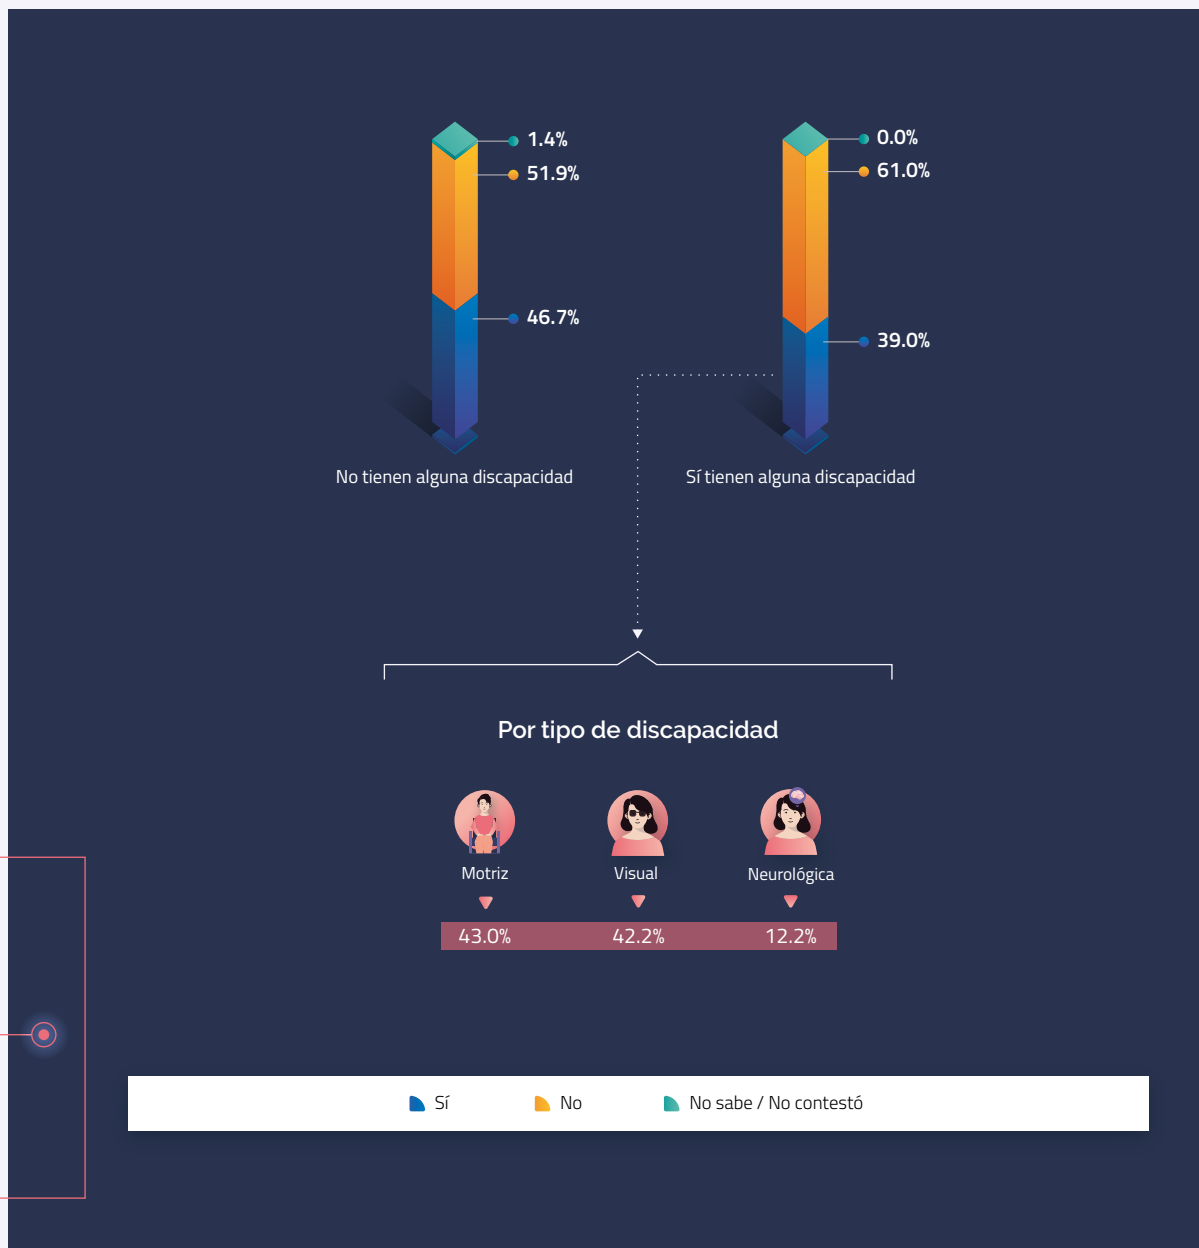 1.4%
51.9%
46.7%
No tienen alguna discapacidad
0.0%
61.0%
39.0%
Sí tienen alguna discapacidad
Por tipo de discapacidad
Motriz Visual Neurológica
43.0% 42.2% 12.2%
Sí No No sabe / No contestó